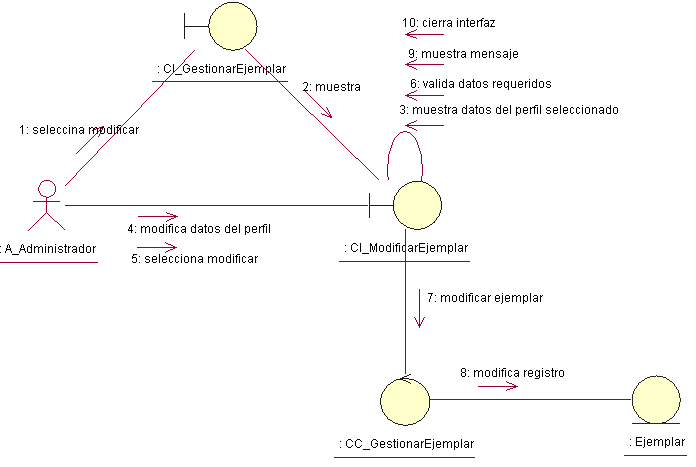 10: cierra interfaz
9: muestra mensaje
: CI_GestionarEjemplar
2: muestra
6: valida datos requeridos
3: muestra datos del perfil seleccionado
1: seleccina modificar
4: modifica datos del perfil
: A_Administrador
: CI_ModificarEjemplar
5: selecciona modificar
7: modificar ejemplar
8: modifica registro
: CC_GestionarEjemplar
: Ejemplar